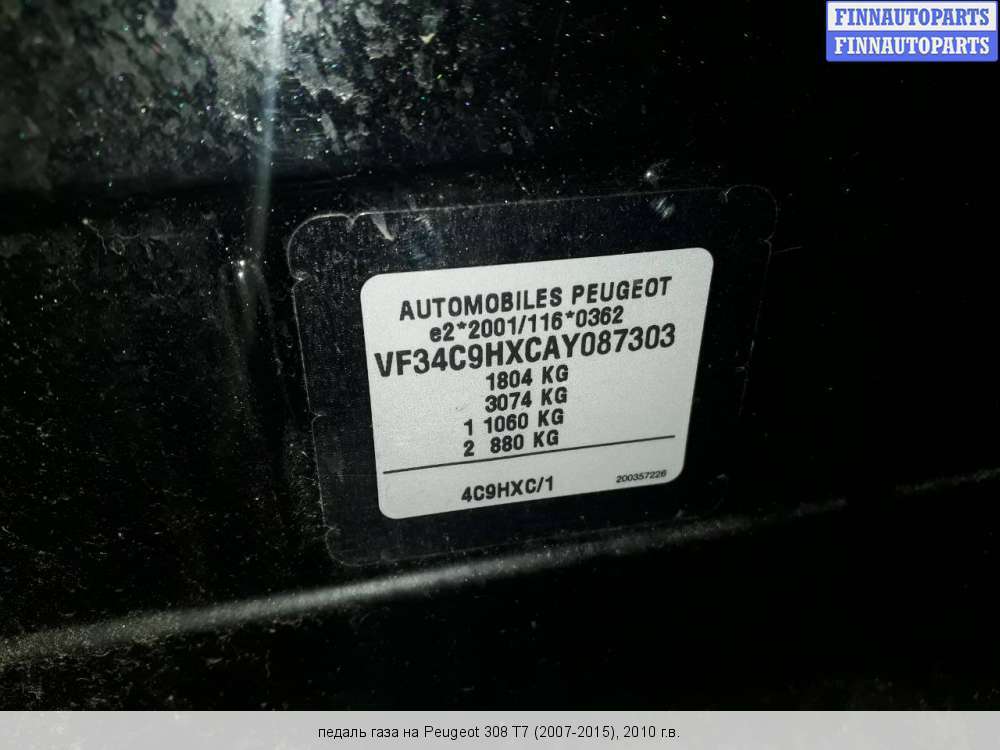 FINNAUTOPARTS
FINNAUTOPARTS
AUTOMOBILES PEUGEOT
e2*2001/116*0362
VF34C9HXCAY087303
1804 KG
3074 KG
1 1060 KG
2 880 KG
4C9HXC/1 200357226
педаль газа на Peugeot 308 T7 (2007-2015), 2010 г.в.